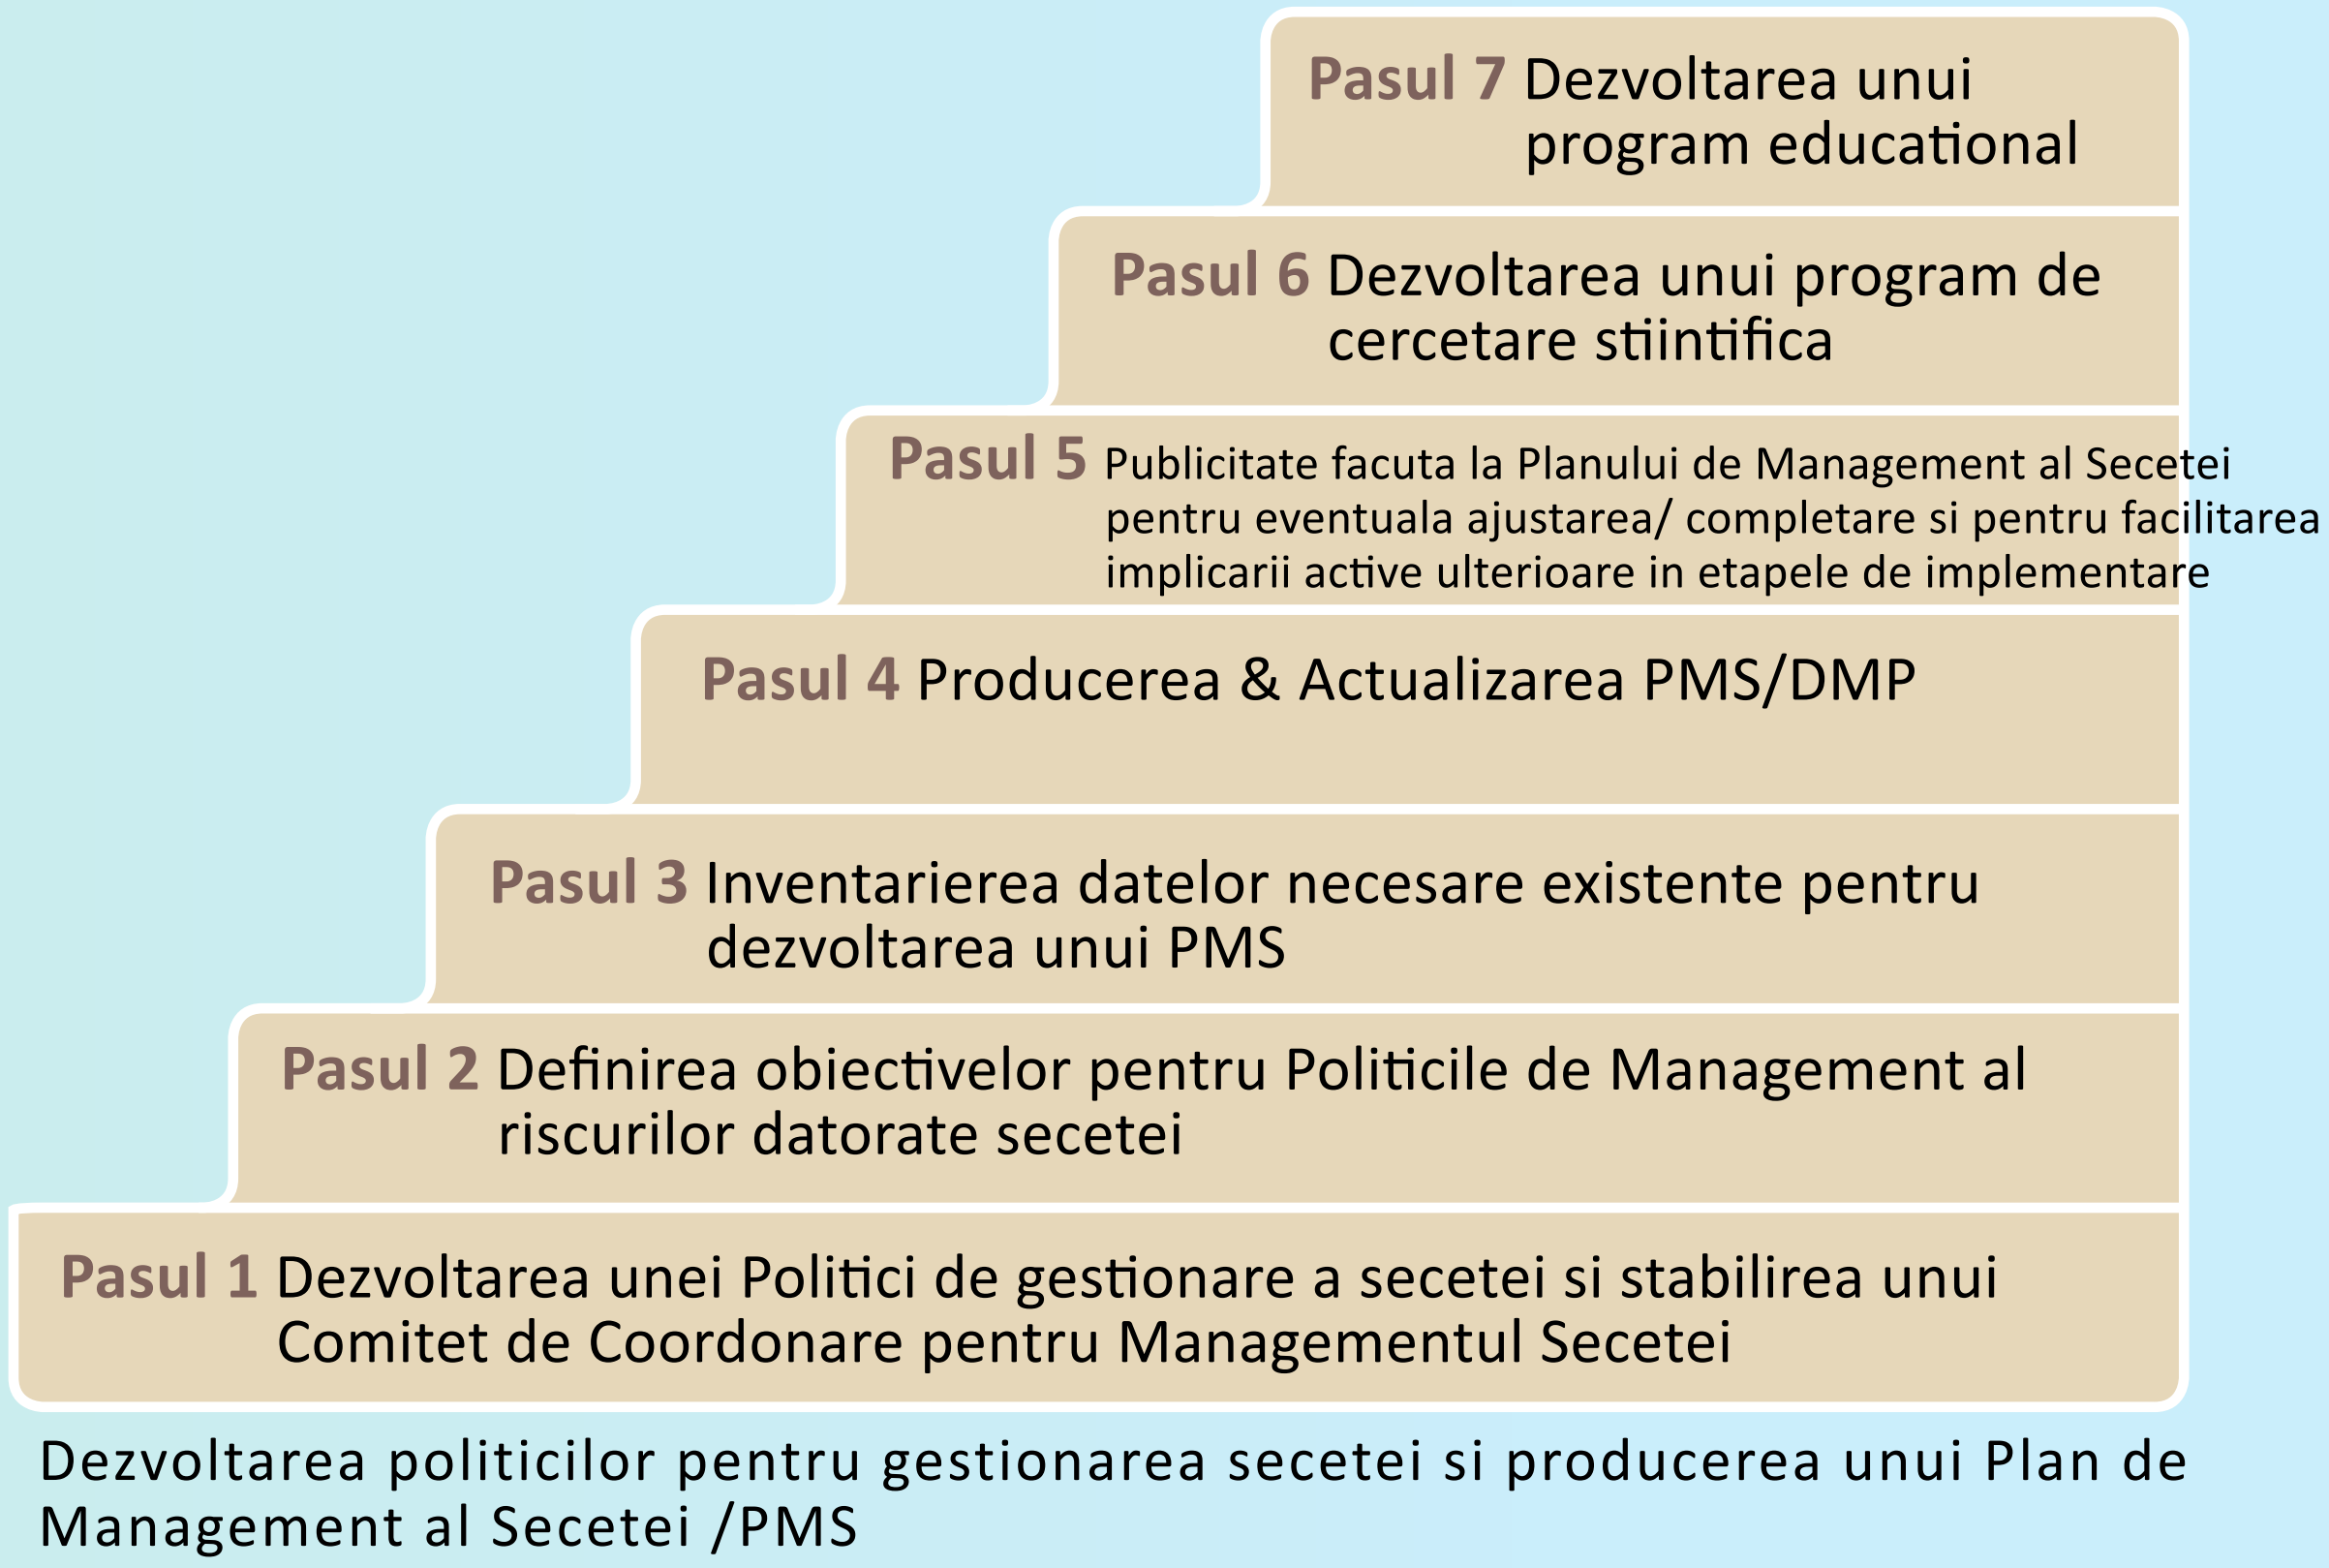 Pasul 7 Dezvoltarea unui
program educational
Pasul 6 Dezvoltarea unui program de
cercetare stiintifica
Pasul 5 Publicitate facuta la Planului de Management al Secetei
pentru eventuala ajustarea/ completare si pentru facilitarea
implicarii active ulterioare in etapele de implementare
Pasul 4 Producerea & Actualizarea PMS/DMP
Pasul 3 Inventarierea datelor necesare existente pentru
dezvoltarea unui PMS
Pasul 2 Definirea obiectivelor pentru Politicile de Management al
riscurilor datorate secetei
Pasul 1 Dezvoltarea unei Politici de gestionare a secetei si stabilirea unui
Comitet de Coordonare pentru Managementul Secetei
Dezvoltarea politicilor pentru gestionarea secetei si producerea unui Plan de
Management al Secetei /PMS